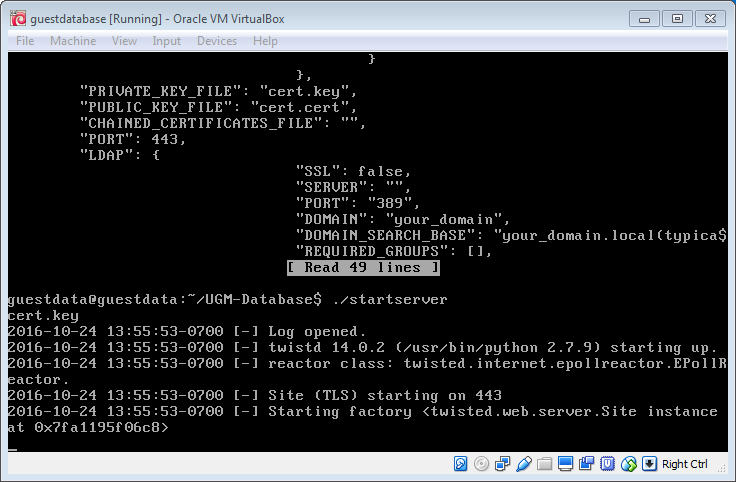 guestdatabase [Running] - Oracle VM VirtualBox
File Machine View Input Devices Help
}
},
"PRIVATE_KEY_FILE": "cert.key",
"PUBLIC_KEY_FILE": "cert.cert",
"CHAINED_CERTIFICATES_FILE": "",
"PORT": 443,
"LDAP": {
"SSL": false,
"SERVER": "",
"PORT": "389",
"DOMAIN": "your_domain",
"DOMAIN_SEARCH_BASE": "your_domain.local(typica$
"REQUIRED_GROUPS": [],
[ Read 49 lines ]
guestdata@guestdata:~/UGM-Database$ ./startserver
cert.key
2016-10-24 13:55:53-0700 [-] Log opened.
2016-10-24 13:55:53-0700 [-] twistd 14.0.2 (/usr/bin/python 2.7.9) starting up.
2016-10-24 13:55:53-0700 [-] reactor class: twisted.internet.epollreactor.EPollR
eactor.
2016-10-24 13:55:53-0700 [-] Site (TLS) starting on 443
2016-10-24 13:55:53-0700 [-] Starting factory <twisted.web.server.Site instance
at 0x7fa1195f06c8>
Right Ctrl